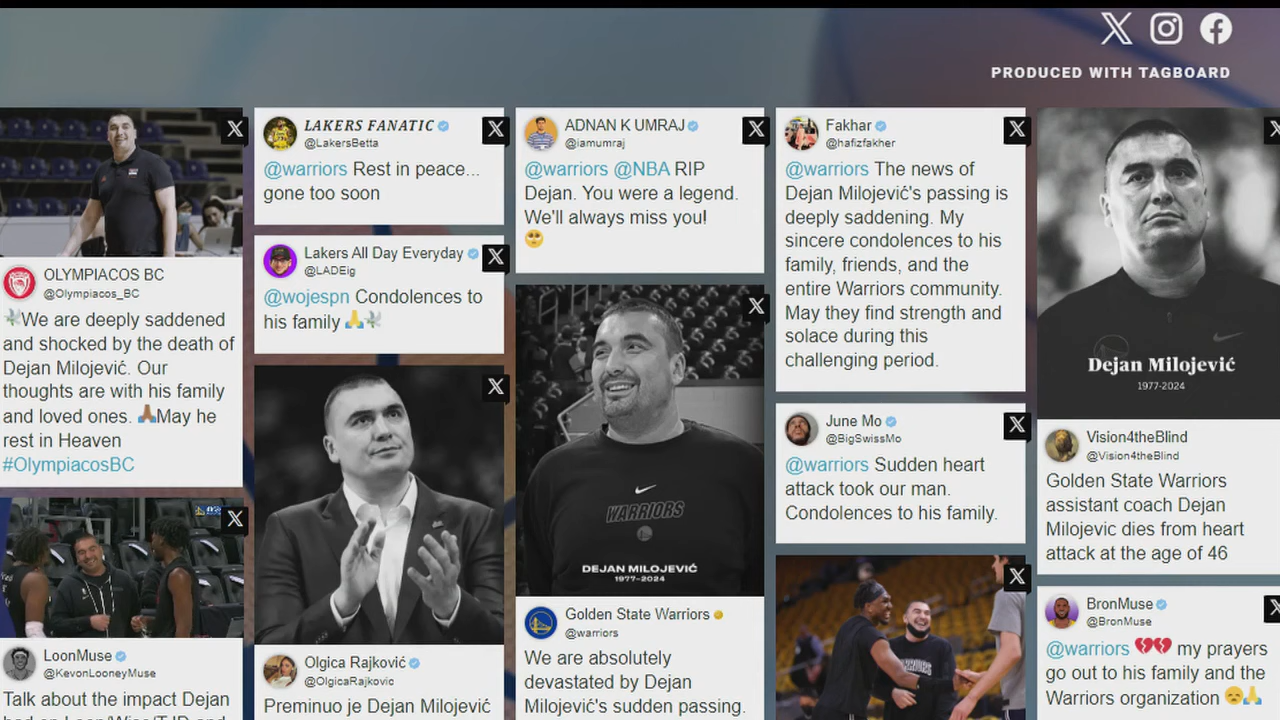 PRODUCED WITH TAGBOARD
OLYMPIACOS BC
@Olympiacos_BC
We are deeply saddened
and shocked by the death of
Dejan Milojević. Our
thoughts are with his family
and loved ones. 🙏🏾May he
rest in Heaven
#OlympiacosBC
LoonMuse
@KevonLooneyMuse
Talk about the impact Dejan
LAKERS FANATIC
@LakersBetta
@warriors Rest in peace...
gone too soon
Lakers All Day Everyday
@LADEig
@wojespn Condolences to
his family 🙏🕊
Olgica Rajković
@OlgicaRajkovic
Preminuo je Dejan Milojević
ADNAN K UMRAJ
@iamumraj
@warriors @NBA RIP
Dejan. You were a legend.
We'll always miss you!
🥺
WARRIORS
DEJAN MILOJEVIĆ
1977-2024
Golden State Warriors
@warriors
We are absolutely
devastated by Dejan
Milojević's sudden passing.
Fakhar
@hafizfakher
@warriors The news of
Dejan Milojević's passing is
deeply saddening. My
sincere condolences to his
family, friends, and the
entire Warriors community.
May they find strength and
solace during this
challenging period.
June Mo
@BigSwissMo
@warriors Sudden heart
attack took our man.
Condolences to his family.
Dejan Milojević
1977-2024
Vision4theBlind
@Vision4theBlind
Golden State Warriors
assistant coach Dejan
Milojevic dies from heart
attack at the age of 46
BronMuse
@BronMuse
@warriors 💔💔 my prayers
go out to his family and the
Warriors organization 😞🙏